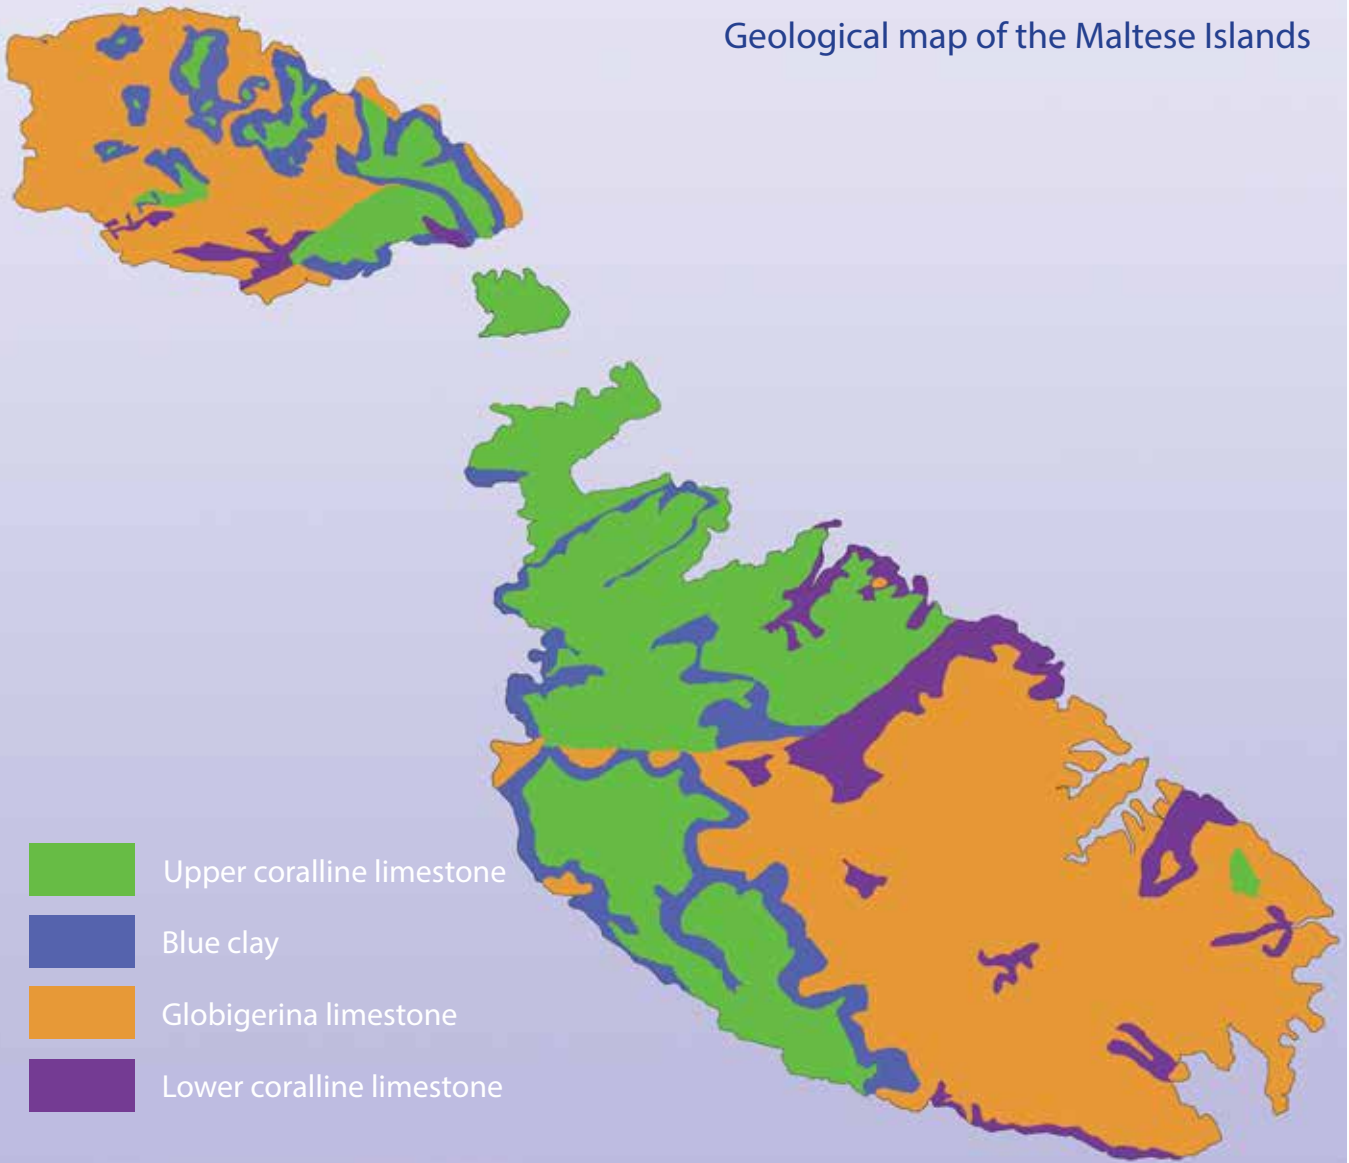 Geological map of the Maltese Islands
Upper coralline limestone
Blue clay
Globigerina limestone
Lower coralline limestone